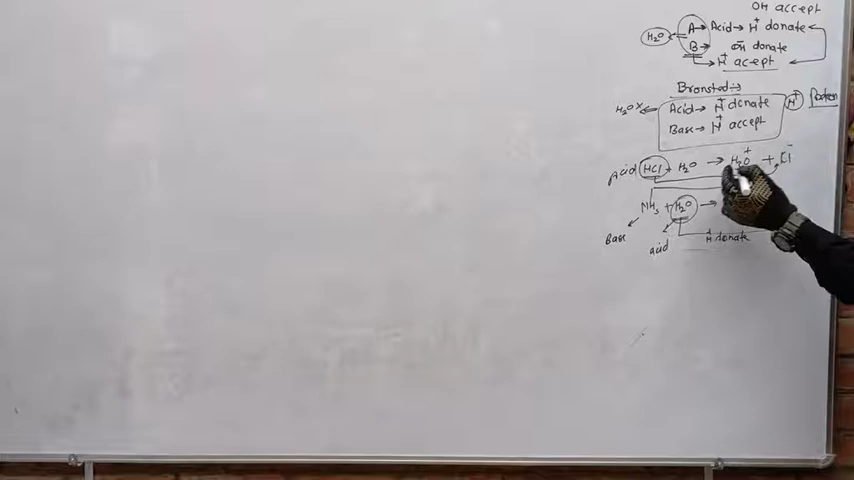 OH accept
H₂O ← A → Acid → H⁺ donate
B → OH⁻ donate
→ H⁺ accept
Bronsted →
H₂O × ← Acid → H⁺ donate H⁺ Proton
Base → H⁺ accept
acid HCl + H₂O → H₃O⁺ + Cl⁻
NH₃ + H₂O →
Base acid H⁺ donate